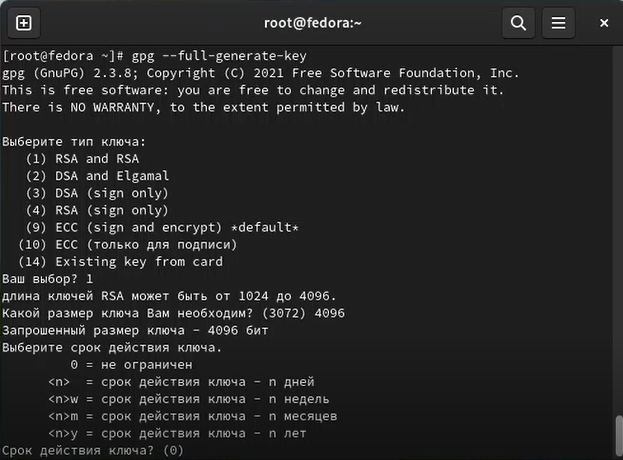 root@fedora:~
[root@fedora ~]# gpg --full-generate-key
gpg (GnuPG) 2.3.8; Copyright (C) 2021 Free Software Foundation, Inc.
This is free software: you are free to change and redistribute it.
There is NO WARRANTY, to the extent permitted by law.
Выберите тип ключа:
(1) RSA and RSA
(2) DSA and Elgamal
(3) DSA (sign only)
(4) RSA (sign only)
(9) ECC (sign and encrypt) *default*
(10) ECC (только для подписи)
(14) Existing key from card
Ваш выбор? 1
длина ключей RSA может быть от 1024 до 4096.
Какой размер ключа Вам необходим? (3072) 4096
Запрошенный размер ключа - 4096 бит
Выберите срок действия ключа.
0 = не ограничен
<n> = срок действия ключа - n дней
<n>w = срок действия ключа - n недель
<n>m = срок действия ключа - n месяцев
<n>y = срок действия ключа - n лет
Срок действия ключа? (0)